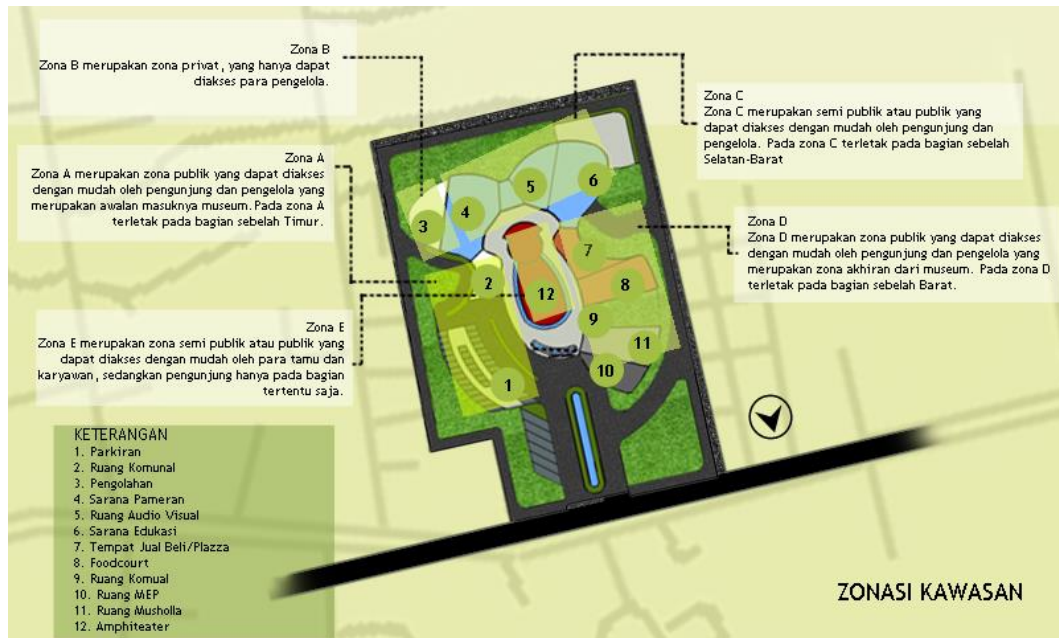 Zona B
Zona B merupakan zona privat, yang hanya dapat
diakses para pengelola.
Zona A
Zona A merupakan zona publik yang dapat diakses
dengan mudah oleh pengunjung dan pengelola yang
merupakan awalan masuknya museum. Pada zona A
terletak pada bagian sebelah Timur.
Zona E
Zona E merupakan zona semi publik atau publik yang
dapat diakses dengan mudah oleh para tamu dan
karyawan, sedangkan pengunjung hanya pada bagian
tertentu saja.
Zona C
Zona C merupakan semi publik atau publik yang
dapat diakses dengan mudah oleh pengunjung dan
pengelola. Pada zona C terletak pada bagian sebelah
Selatan-Barat
Zona D
Zona D merupakan zona publik yang dapat diakses
dengan mudah oleh pengunjung dan pengelola yang
merupakan zona akhiran dari museum. Pada zona D
terletak pada bagian sebelah Barat.
3
4
5
6
7
2
12
8
9
11
10
1
KETERANGAN
1. Parkiran
2. Ruang Komunal
3. Pengolahan
4. Sarana Pameran
5. Ruang Audio Visual
6. Sarana Edukasi
7. Tempat Jual Beli/Plazza
8. Foodcourt
9. Ruang Komual
10. Ruang MEP
11. Ruang Musholla
12. Amphiteater
ZONASI KAWASAN